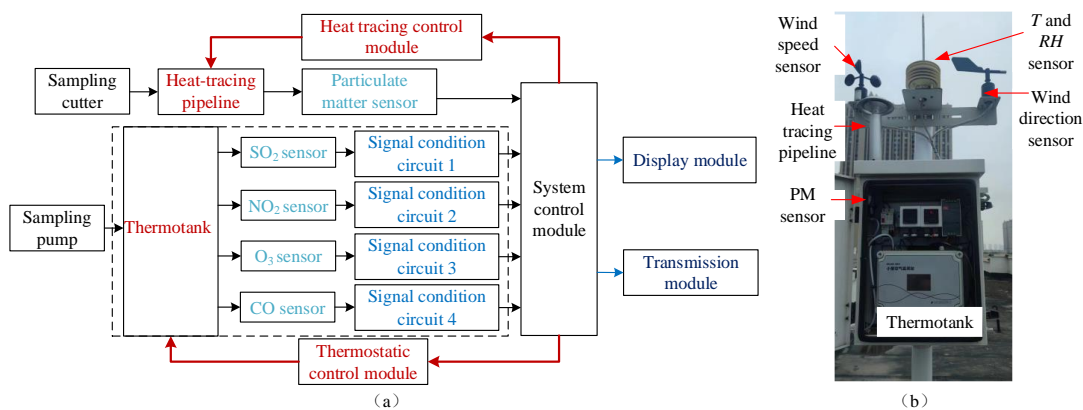 Heat tracing control
module
Sampling
cutter
Heat-tracing
pipeline
Particulate
matter sensor
Sampling
pump
Thermotank
SO2 sensor
Signal condition
circuit 1
NO2 sensor
Signal condition
circuit 2
O3 sensor
Signal condition
circuit 3
CO sensor
Signal condition
circuit 4
System
control
module
Display module
Transmission
module
Thermostatic
control module
(a)
Wind
speed
sensor
T and
RH
sensor
Heat
tracing
pipeline
Wind
direction
sensor
PM
sensor
Thermotank
(b)